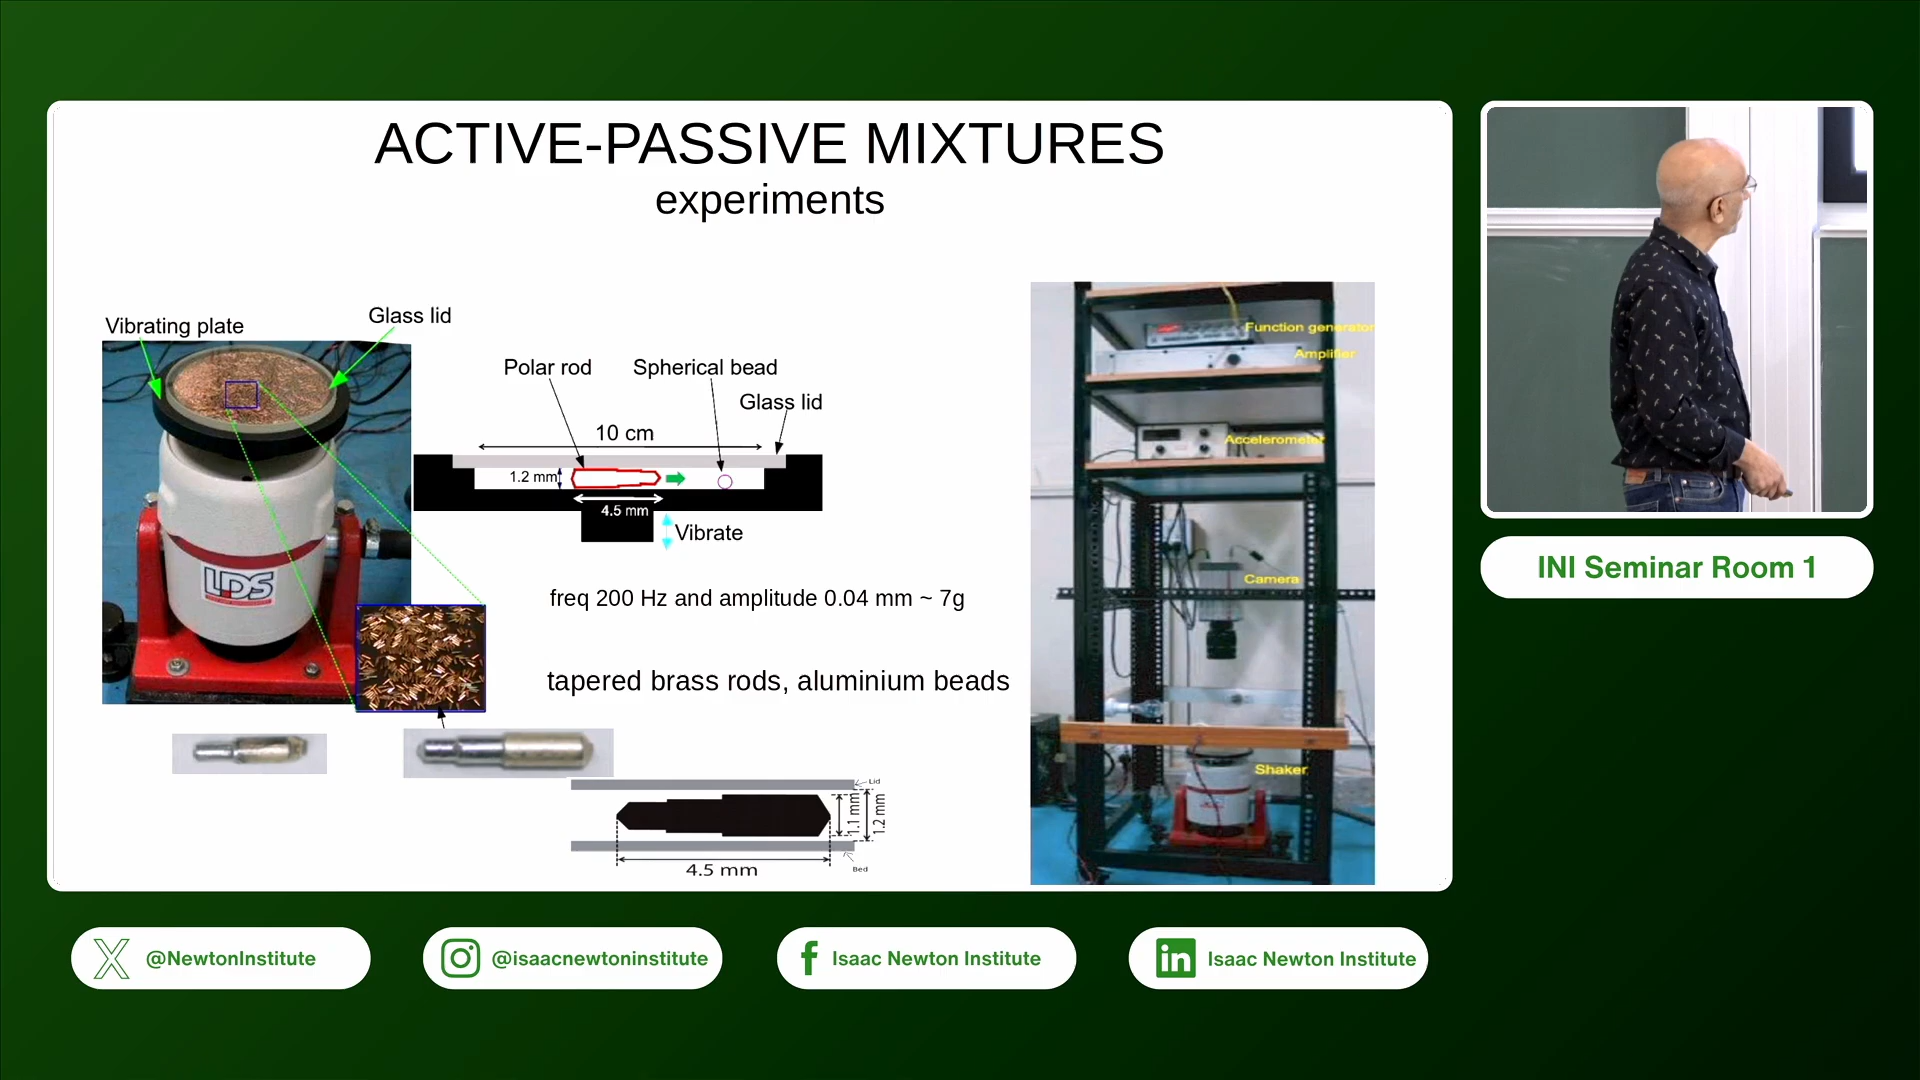 ACTIVE-PASSIVE MIXTURES
experiments
Vibrating plate
Glass lid
Polar rod
Spherical bead
Glass lid
10 cm
1.2 mm
4.5 mm
Vibrate
LDS
freq 200 Hz and amplitude 0.04 mm ~ 7g
tapered brass rods, aluminium beads
Lid
1.1 mm
1.2 mm
4.5 mm
Bed
Function generator
Amplifier
Accelerometer
Camera
Shaker
INI Seminar Room 1
@NewtonInstitute
@isaacnewtoninstitute
Isaac Newton Institute
Isaac Newton Institute